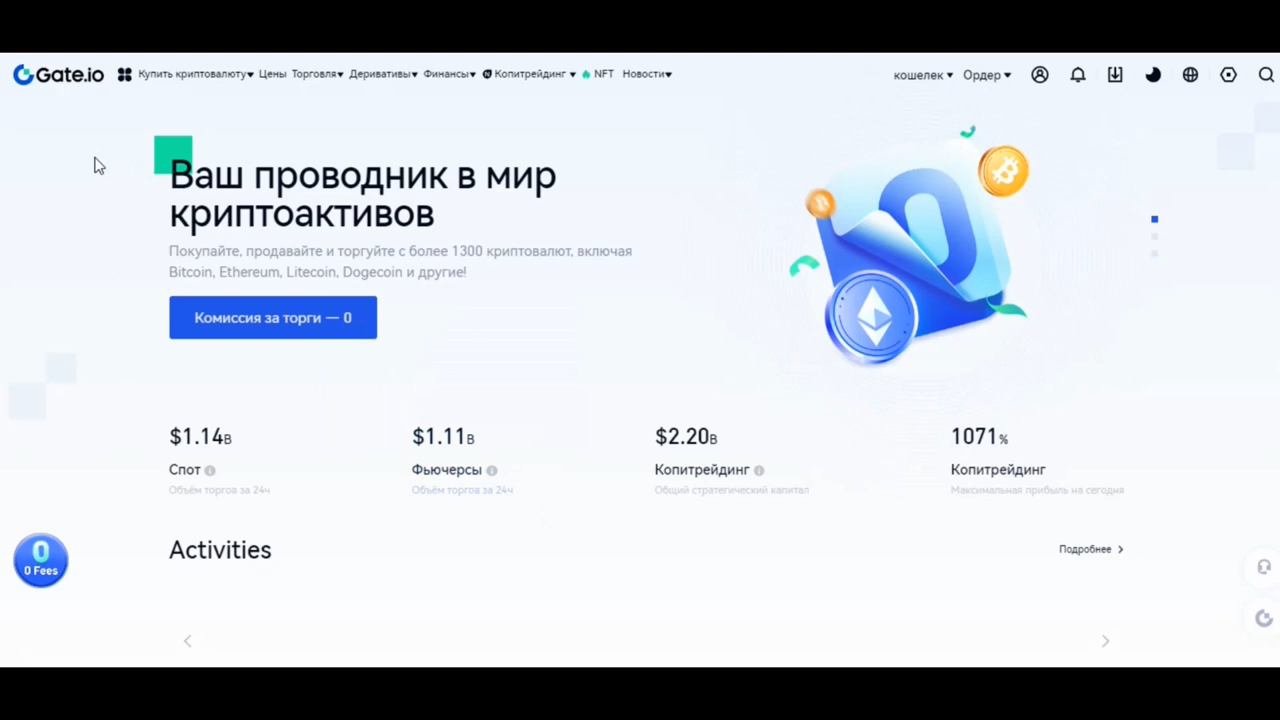 Gate.io Купить криптовалюту Цены Торговля Деривативы Финансы Копитрейдинг NFT Новости кошелек Ордер
Ваш проводник в мир
криптоактивов
Покупайте, продавайте и торгуйте с более 1300 криптовалют, включая
Bitcoin, Ethereum, Litecoin, Dogecoin и другие!
Комиссия за торги — 0
$1.14B $1.11B $2.20B 1071%
Спот Фьючерсы Копитрейдинг Копитрейдинг
Объём торгов за 24ч Объём торгов за 24ч Общий стратегический капитал Максимальная прибыль на сегодня
Activities Подробнее
0
0 Fees